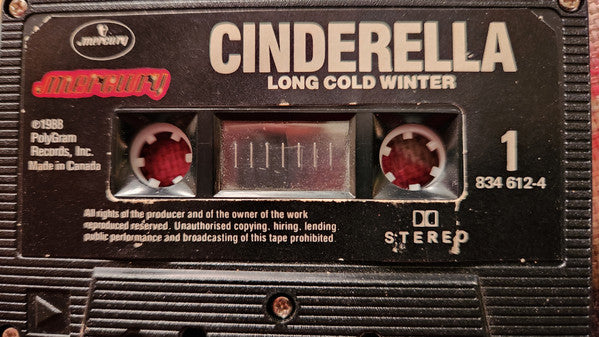 mercury
CINDERELLA
mercury
LONG COLD WINTER
©1988
PolyGram
Records, Inc.
Made in Canada
1
834 612-4
All rights of the producer and of the owner of the work
reproduced reserved. Unauthorised copying, hiring, lending
public performance and broadcasting of this tape prohibited.
STEREO